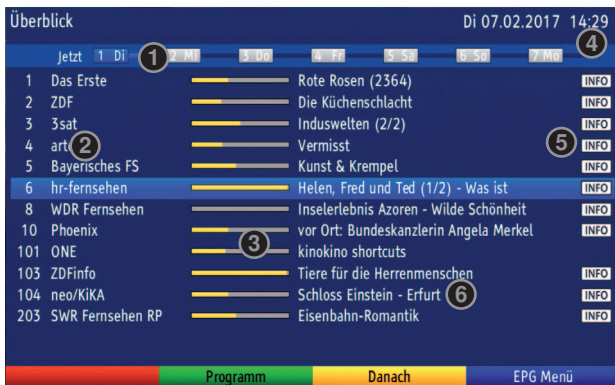 Überblick Di 07.02.2017 14:29
4
Jetzt 1 Di 1 2 Mi 3 Do 4 Fr 5 Sa 6 So 7 Mo
1 Das Erste Rote Rosen (2364) INFO
2 ZDF Die Küchenschlacht INFO
3 3sat Induswelten (2/2) INFO
4 arte 2 Vermisst 5 INFO
5 Bayerisches FS Kunst & Krempel INFO
6 hr-fernsehen Helen, Fred und Ted (1/2) - Was ist INFO
8 WDR Fernsehen Inselerlebnis Azoren - Wilde Schönheit INFO
10 Phoenix vor Ort: Bundeskanzlerin Angela Merkel INFO
101 ONE 3 kinokino shortcuts
103 ZDFinfo Tiere für die Herrenmenschen INFO
104 neo/KiKA Schloss Einstein - Erfurt 6 INFO
203 SWR Fernsehen RP Eisenbahn-Romantik INFO
Programm Danach EPG Menü